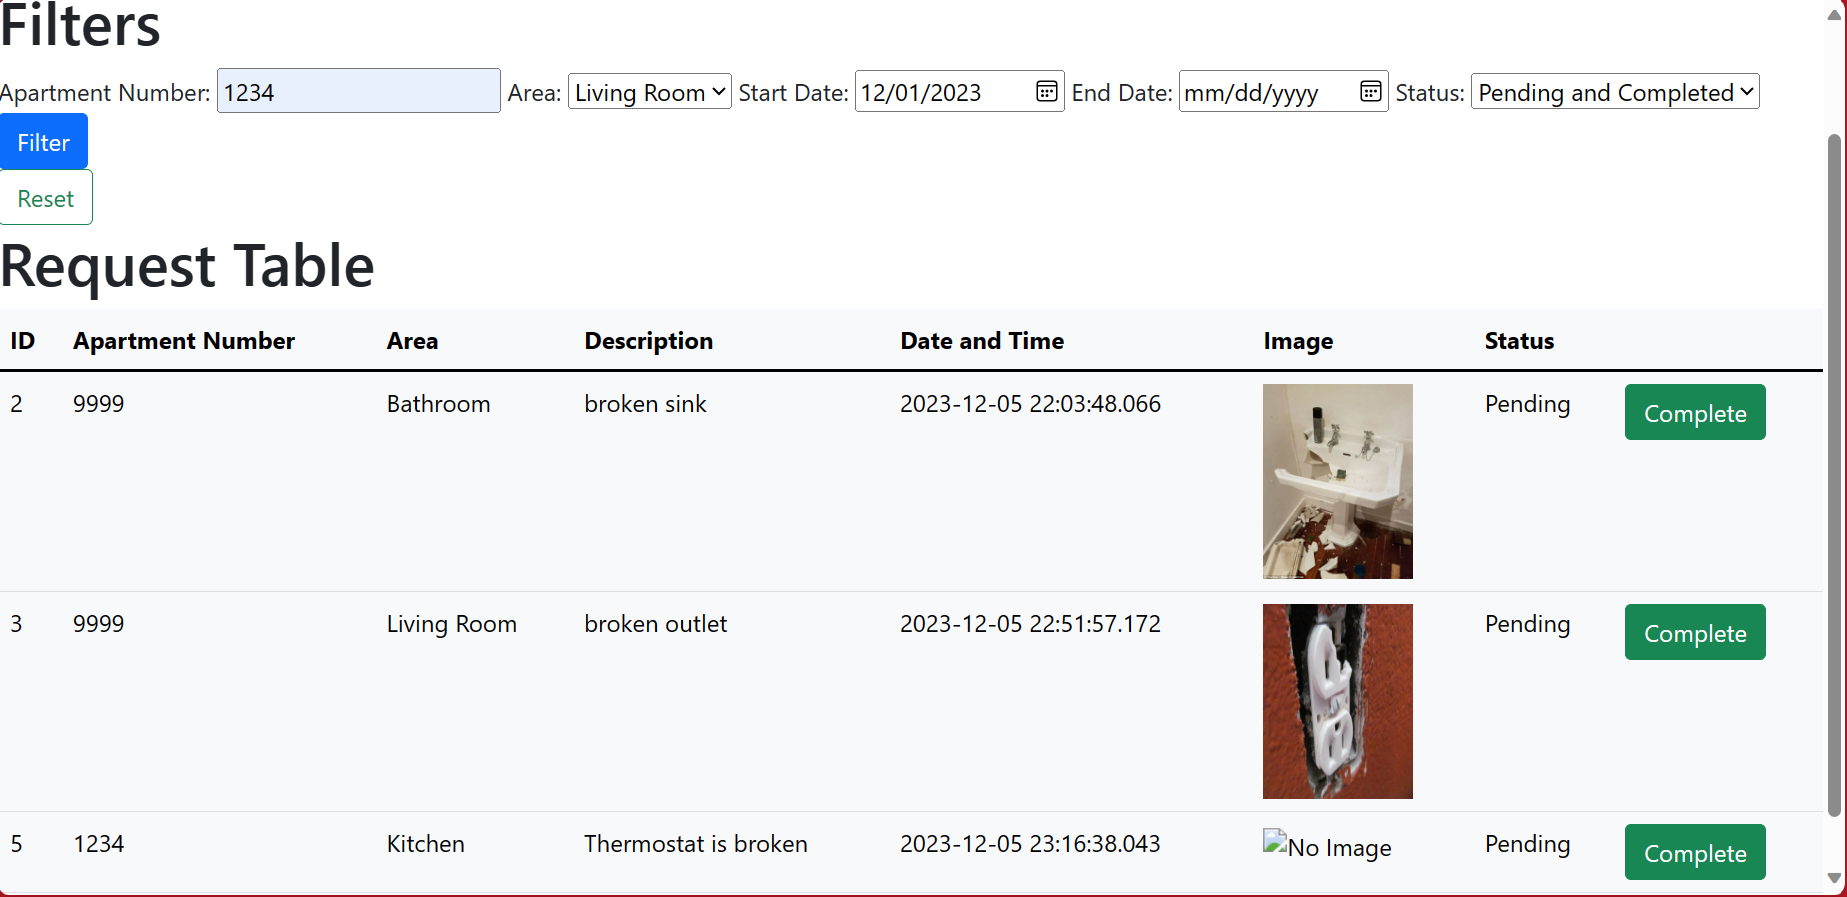 Filters
Apartment Number: 1234 Area: Living Room Start Date: 12/01/2023 End Date: mm/dd/yyyy Status: Pending and Completed
Filter
Reset
Request Table
ID Apartment Number Area Description Date and Time Image Status
2 9999 Bathroom broken sink 2023-12-05 22:03:48.066 Pending Complete
3 9999 Living Room broken outlet 2023-12-05 22:51:57.172 Pending Complete
5 1234 Kitchen Thermostat is broken 2023-12-05 23:16:38.043 No Image Pending Complete